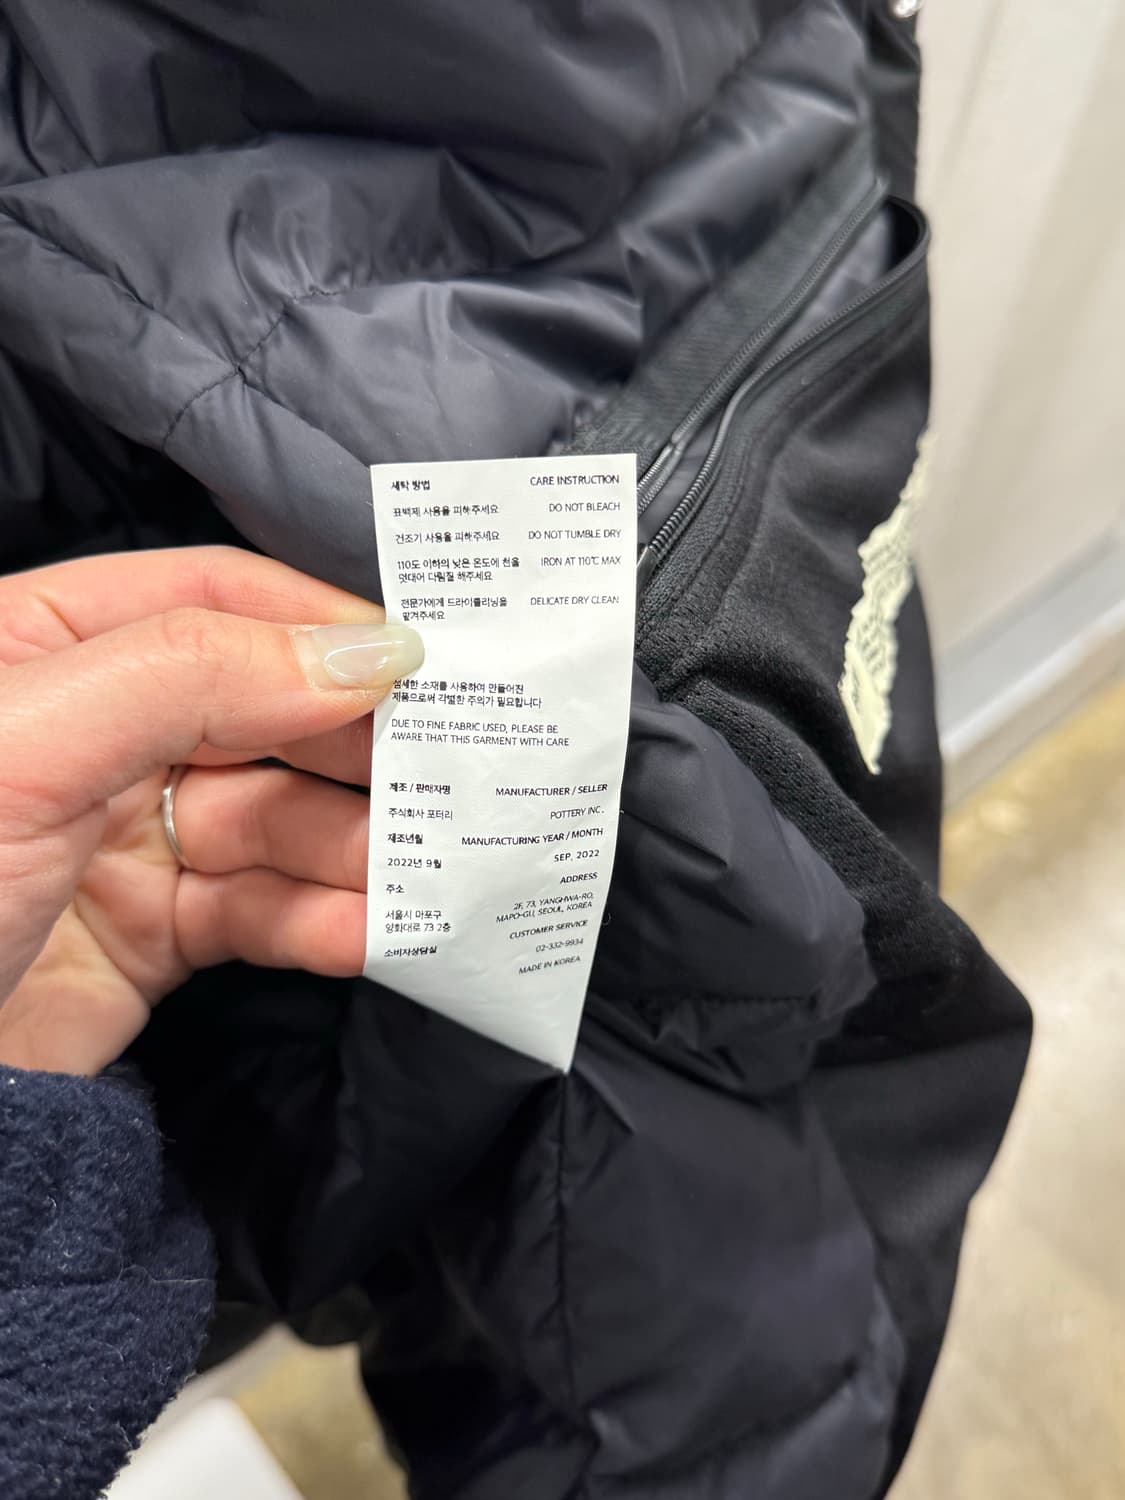 세탁 방법 CARE INSTRUCTION
표백제 사용을 피해주세요 DO NOT BLEACH
건조기 사용을 피해주세요 DO NOT TUMBLE DRY
110도 이하의 낮은 온도에 천을 IRON AT 110℃ MAX
덧대어 다림질 해주세요
전문가에게 드라이클리닝을 DELICATE DRY CLEAN
맡겨주세요
섬세한 소재를 사용하여 만들어진
제품으로써 각별한 주의가 필요합니다
DUE TO FINE FABRIC USED, PLEASE BE
AWARE THAT THIS GARMENT WITH CARE
제조 / 판매자명 MANUFACTURER / SELLER
주식회사 포터리 POTTERY INC.
제조년월 MANUFACTURING YEAR / MONTH
2022년 9월 SEP, 2022
주소 ADDRESS
서울시 마포구 2F, 73, YANGHWA-RO,
양화대로 73 2층 MAPO-GU, SEOUL, KOREA
소비자상담실 CUSTOMER SERVICE
02-332-9934
MADE IN KOREA